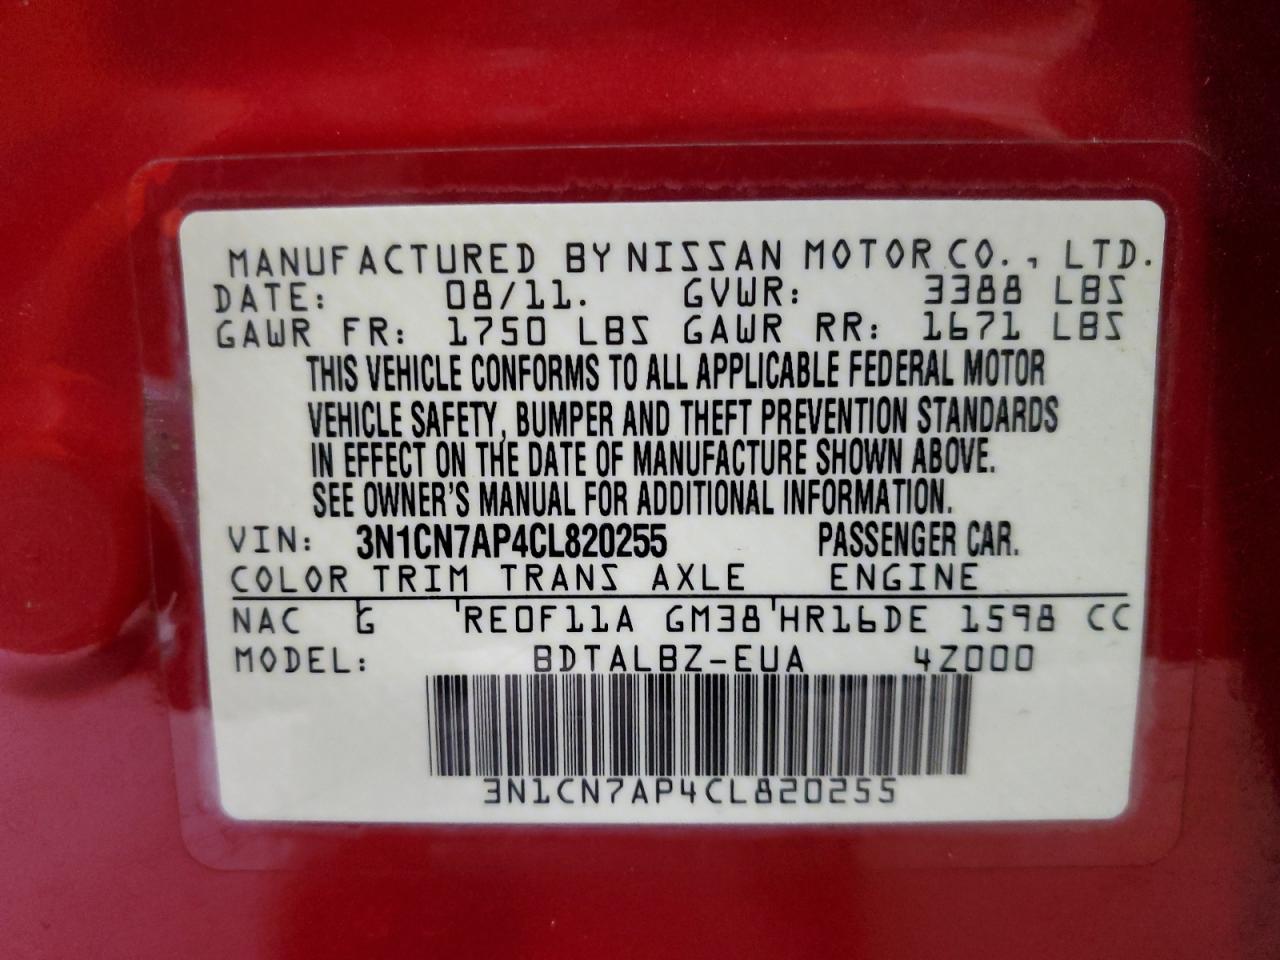 MANUFACTURED BY NISSAN MOTOR CO., LTD.
DATE: 08/11. GVWR: 3388 LBS
GAWR FR: 1750 LBS GAWR RR: 1671 LBS
THIS VEHICLE CONFORMS TO ALL APPLICABLE FEDERAL MOTOR
VEHICLE SAFETY, BUMPER AND THEFT PREVENTION STANDARDS
IN EFFECT ON THE DATE OF MANUFACTURE SHOWN ABOVE.
SEE OWNER'S MANUAL FOR ADDITIONAL INFORMATION.
VIN: 3N1CN7AP4CL820255 PASSENGER CAR.
COLOR TRIM TRANS AXLE ENGINE
NAC G RE0F11A GM38 HR16DE 1598 CC
MODEL: BDTALBZ-EUA 4Z000
3N1CN7AP4CL820255